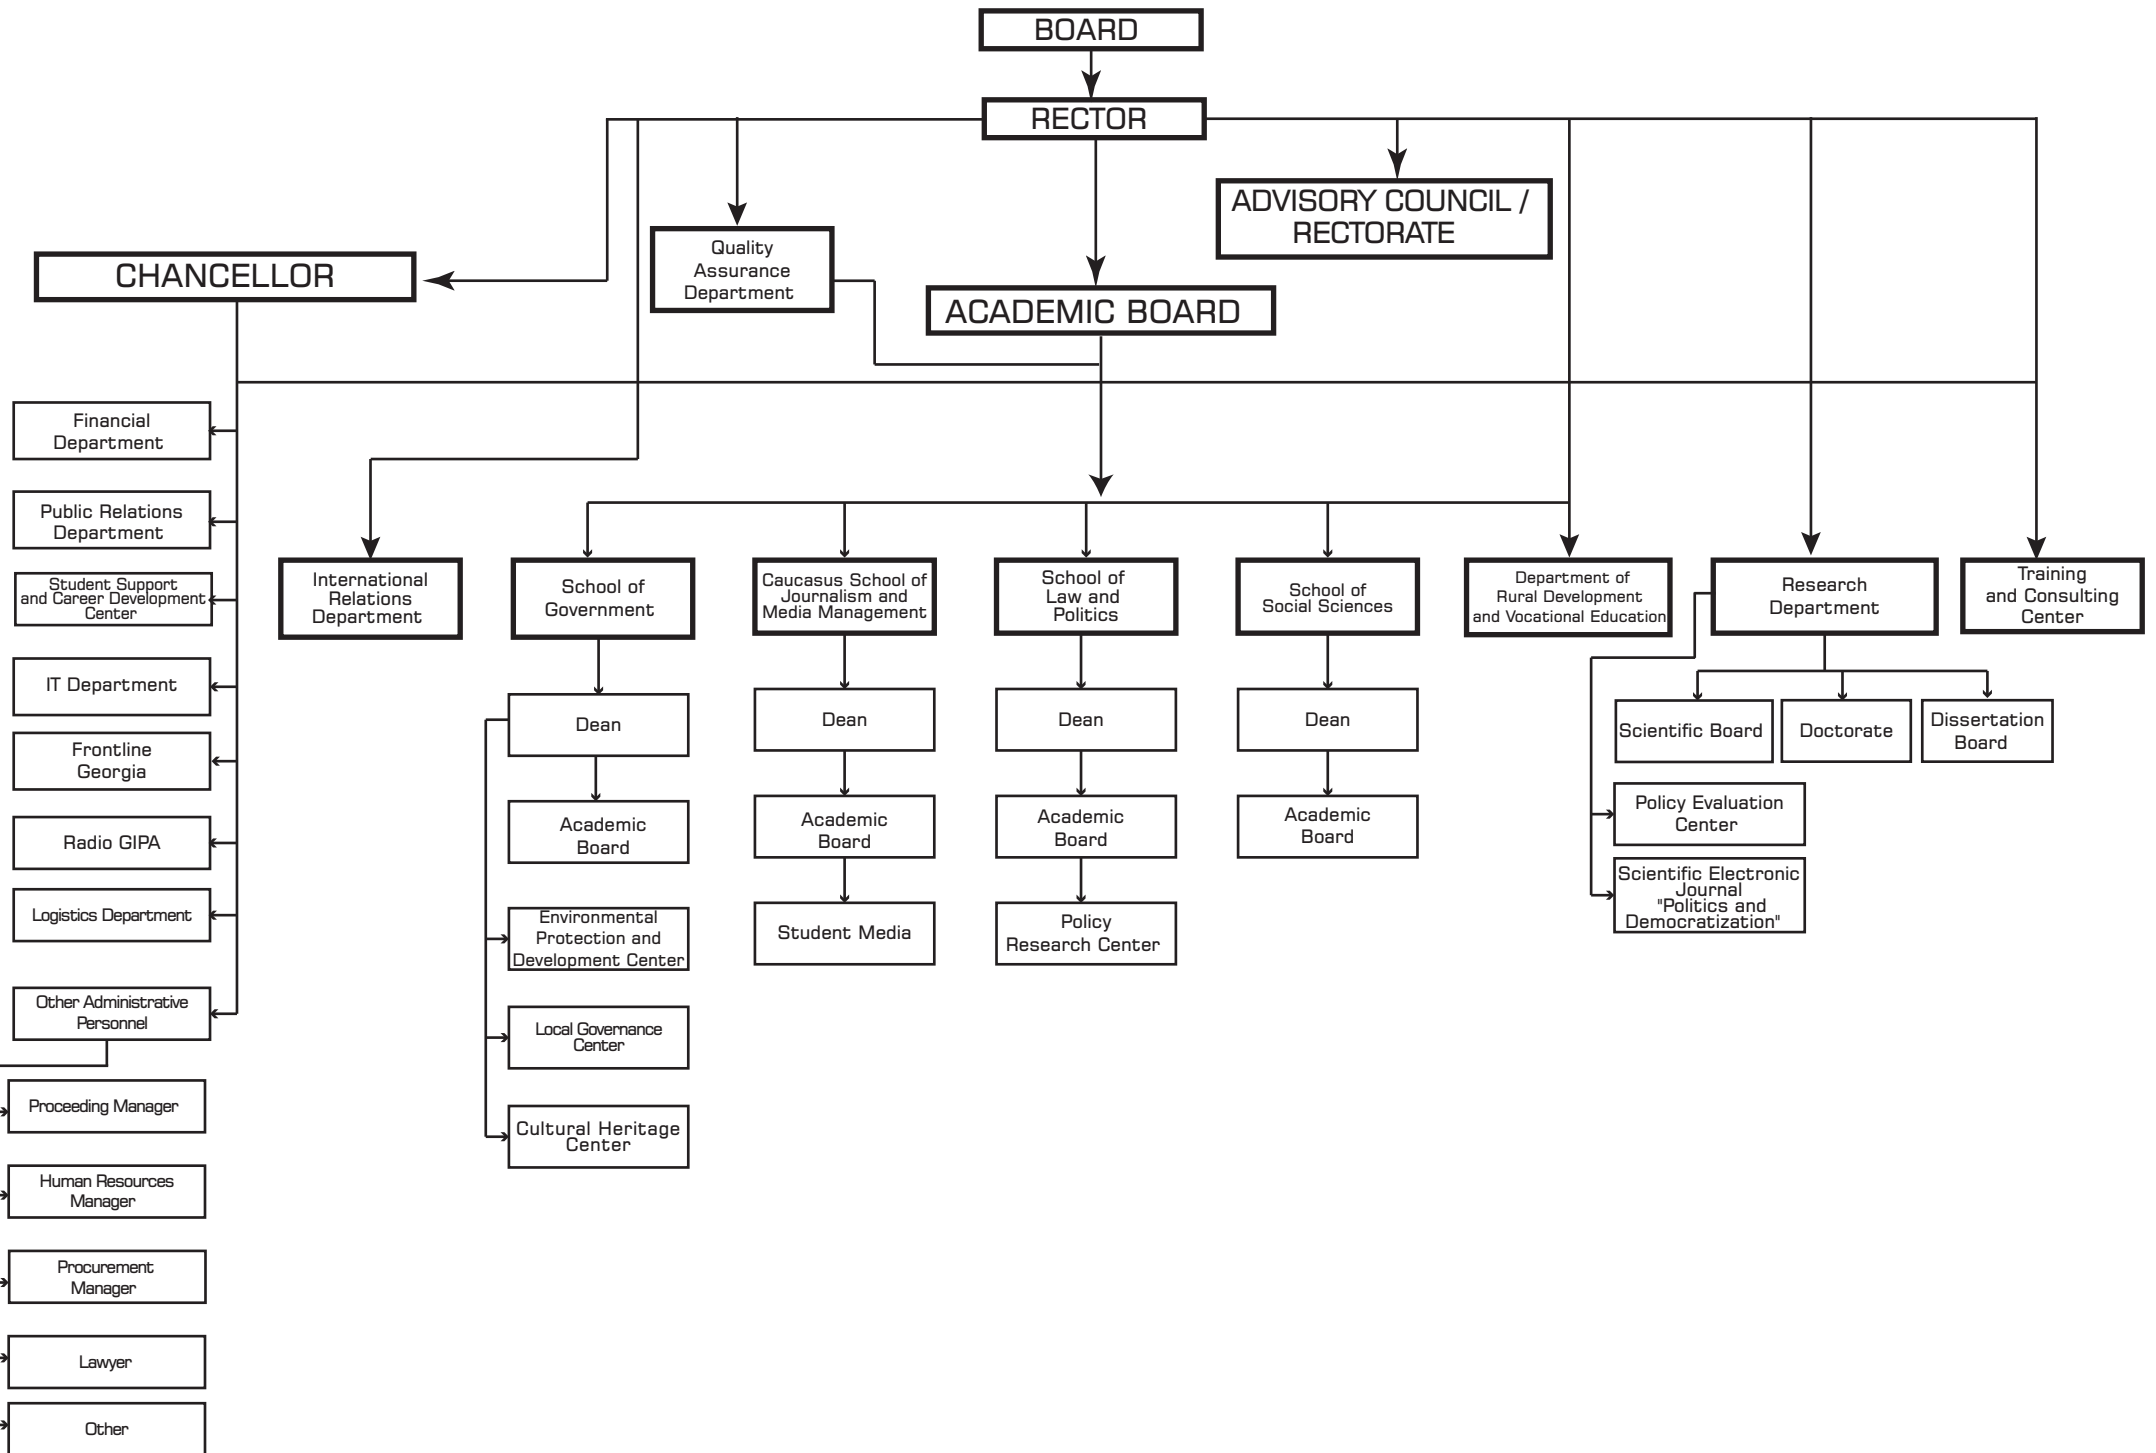 BOARD
RECTOR
ADVISORY COUNCIL /
RECTORATE
Quality
Assurance
Department
CHANCELLOR
ACADEMIC BOARD
Financial
Department
Public Relations
Department
Student Support
and Career Development
Center
IT Department
Frontline
Georgia
Radio GIPA
Logistics Department
Other Administrative
Personnel
Proceeding Manager
Human Resources
Manager
Procurement
Manager
Lawyer
Other
International
Relations
Department
School of
Government
Dean
Academic
Board
Environmental
Protection and
Development Center
Local Governance
Center
Cultural Heritage
Center
Caucasus School of
Journalism and
Media Management
Dean
Academic
Board
Student Media
School of
Law and
Politics
Dean
Academic
Board
Policy
Research Center
School of
Social Sciences
Dean
Academic
Board
Department of
Rural Development
and Vocational Education
Research
Department
Scientific Board
Doctorate
Dissertation
Board
Policy Evaluation
Center
Scientific Electronic
Journal
"Politics and
Democratization"
Training
and Consulting
Center